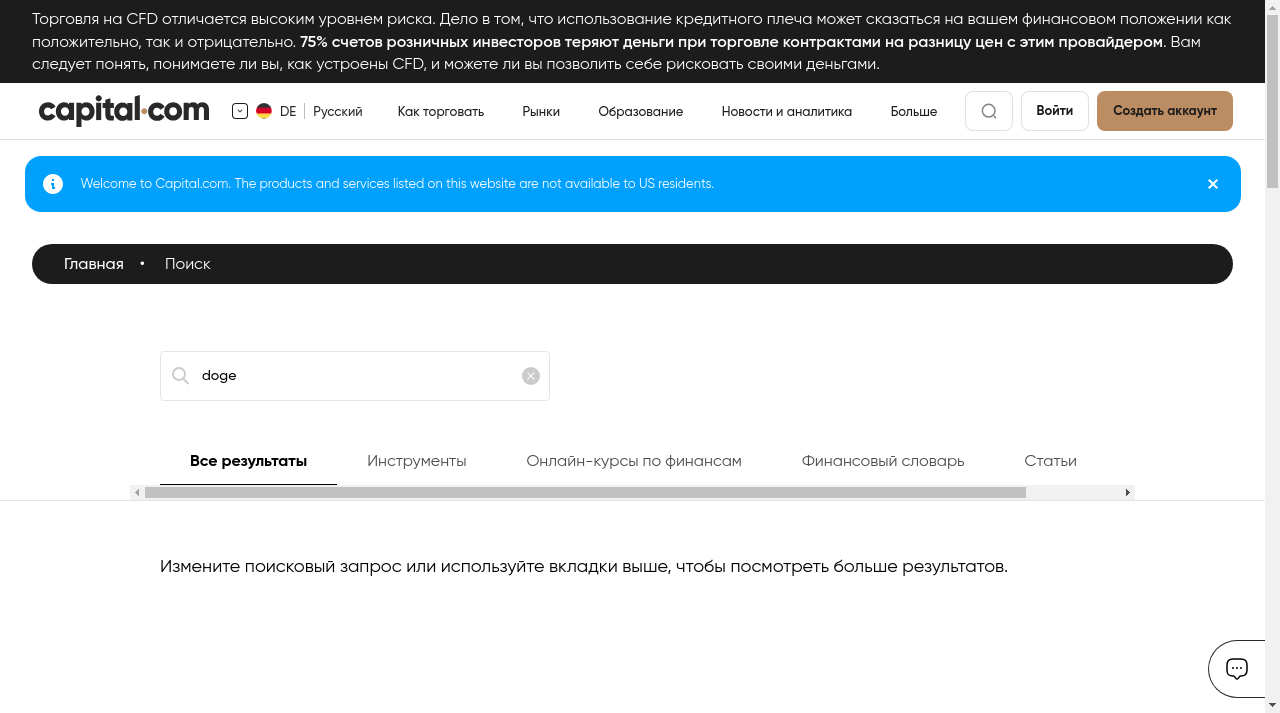 Торговля на CFD отличается высоким уровнем риска. Дело в том, что использование кредитного плеча может сказаться на вашем финансовом положении как
положительно, так и отрицательно. 75% счетов розничных инвесторов теряют деньги при торговле контрактами на разницу цен с этим провайдером. Вам
следует понять, понимаете ли вы, как устроены CFD, и можете ли вы позволить себе рисковать своими деньгами.
capital.com DE Русский Как торговать Рынки Образование Новости и аналитика Больше Войти Создать аккаунт
Welcome to Capital.com. The products and services listed on this website are not available to US residents.
Главная • Поиск
doge
Все результаты Инструменты Онлайн-курсы по финансам Финансовый словарь Статьи
Измените поисковый запрос или используйте вкладки выше, чтобы посмотреть больше результатов.